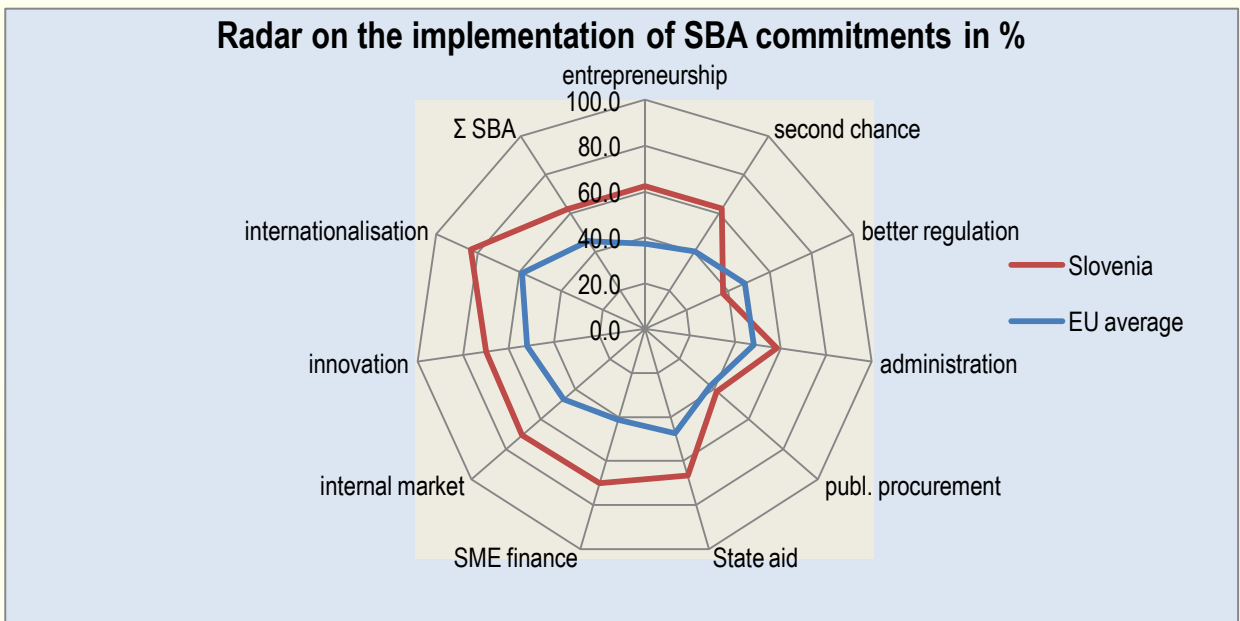 Radar on the implementation of SBA commitments in %
entrepreneurship
100.0
Σ SBA
second chance
80.0
60.0
internationalisation
better regulation
40.0
Slovenia
20.0
EU average
0.0
innovation
administration
internal market
publ. procurement
SME finance
State aid